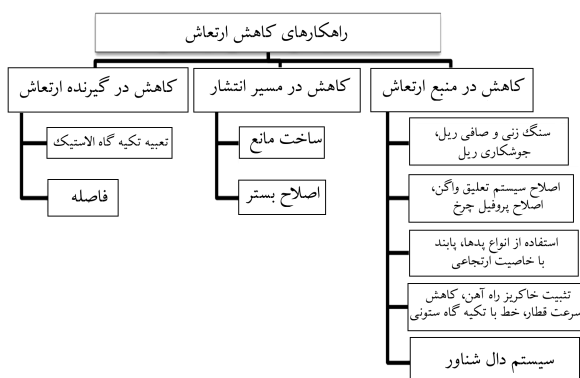 راهکارهای کاهش ارتعاش
کاهش در منبع ارتعاش
سنگ زنی و صافی ریل،
جوشکاری ریل
اصلاح سیستم تعلیق واگن،
اصلاح پروفیل چرخ
استفاده از انواع پدها، پابند
با خاصیت ارتجاعی
تثبیت خاکریز راه آهن، کاهش
سرعت قطار، خط با تکیه گاه ستونی
سیستم دال شناور
کاهش در مسیر انتشار
ساخت مانع
اصلاح بستر
کاهش در گیرنده ارتعاش
تعبیه تکیه گاه الاستیک
فاصله